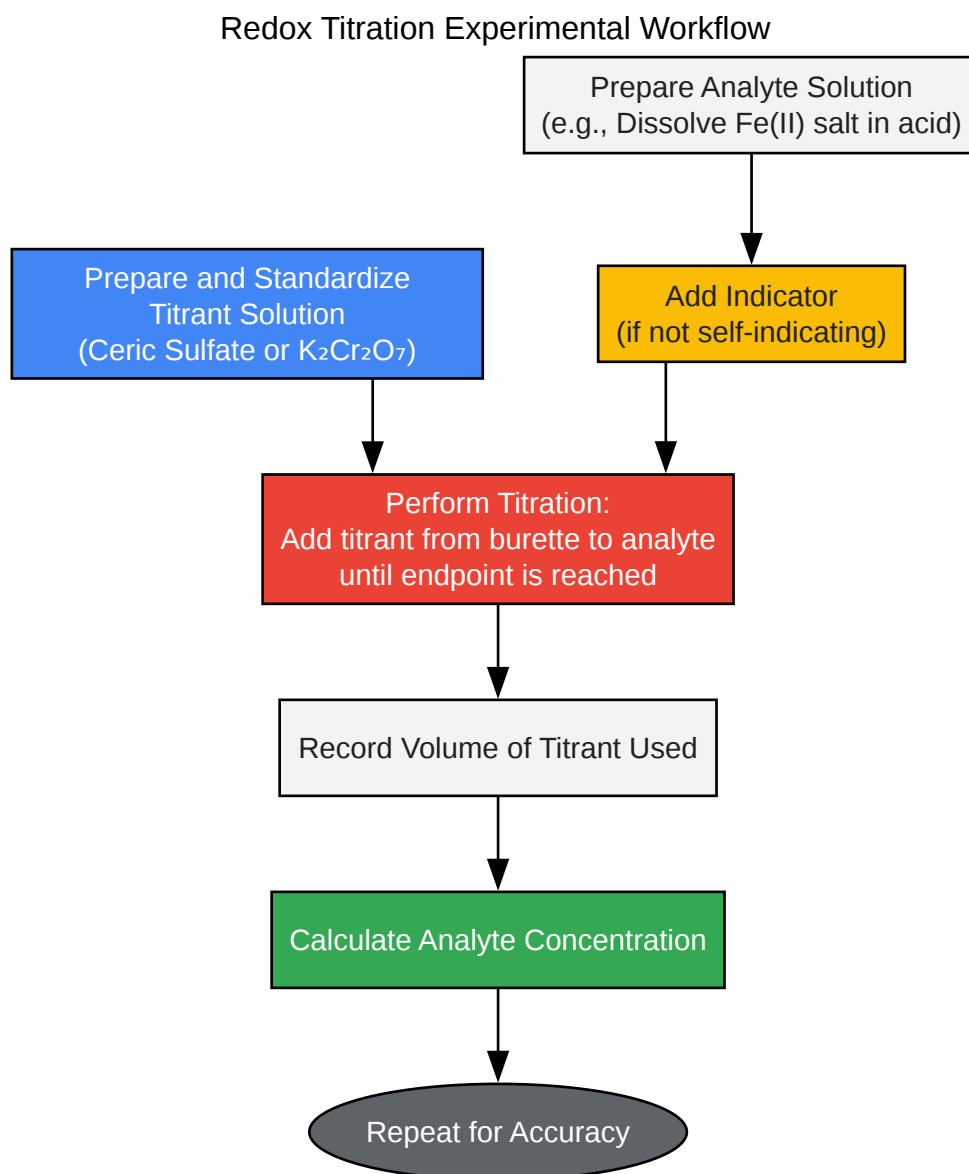 Redox Titration Experimental Workflow
Prepare Analyte Solution
(e.g., Dissolve Fe(II) salt in acid)
Prepare and Standardize
Titrant Solution
(Ceric Sulfate or K₂Cr₂O₇)
Add Indicator
(if not self-indicating)
Perform Titration:
Add titrant from burette to analyte
until endpoint is reached
Record Volume of Titrant Used
Calculate Analyte Concentration
Repeat for Accuracy